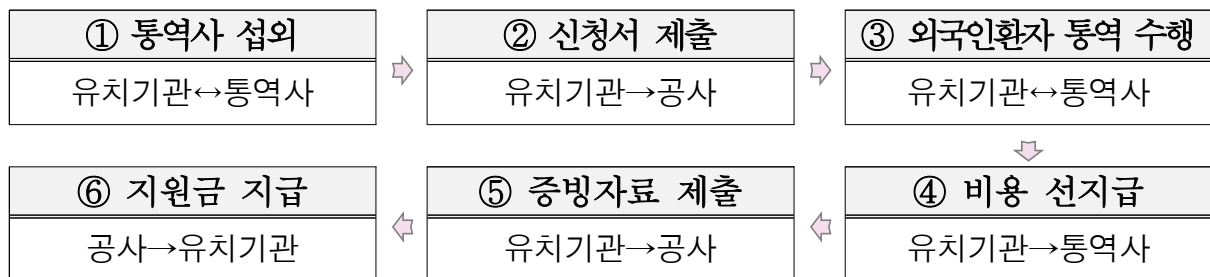 ① 통역사 섭외
유치기관↔통역사
② 신청서 제출
유치기관→공사
③ 외국인환자 통역 수행
유치기관↔통역사
④ 비용 선지급
유치기관→통역사
⑤ 증빙자료 제출
유치기관→공사
⑥ 지원금 지급
공사→유치기관